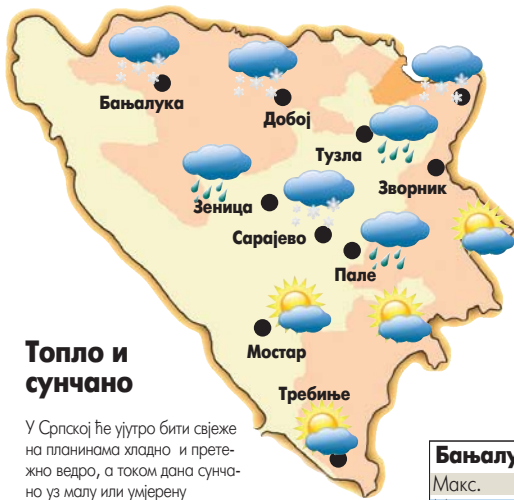 Бањалука
Добој
Тузла
Зворник
Зеница
Сарајево
Пале
Мостар
Требиње
Топло и
сунчано
У Српској ће ујутро бити свјеже
на планинама хладно и прете-
жно ведро, а током дана сунча-
но уз малу или умјерену
Макс.